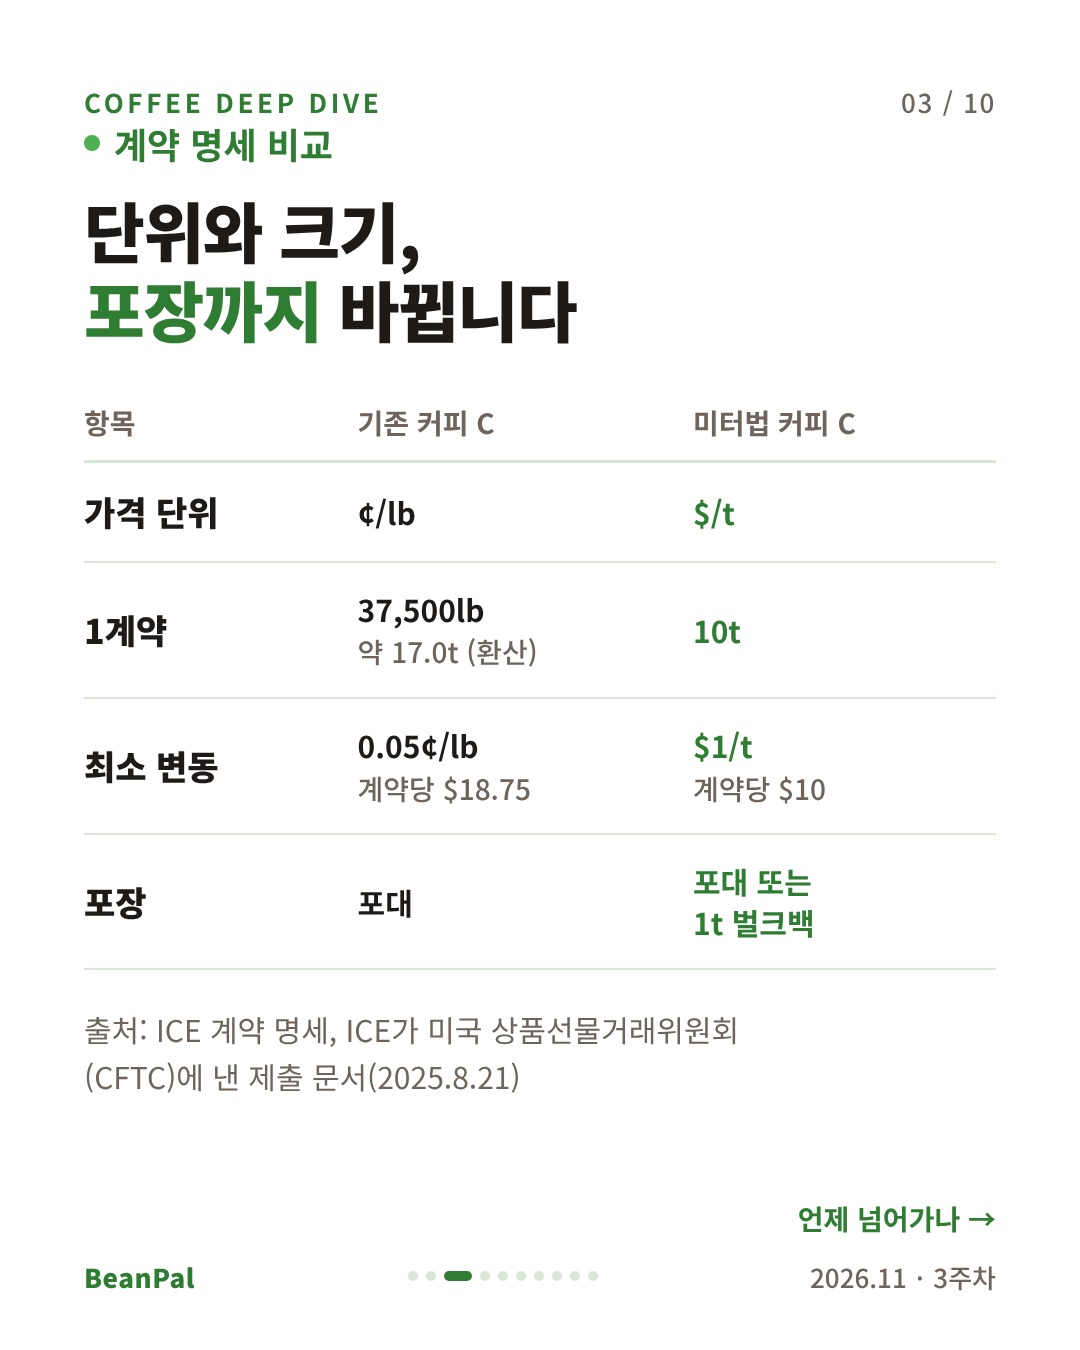 COFFEE DEEP DIVE
03 / 10
계약 명세 비교
단위와 크기,
포장까지 바뀝니다
항목 기존 커피 C 미터법 커피 C
가격 단위 ¢/lb $/t
1계약 37,500lb 10t
약 17.0t (환산)
최소 변동 0.05¢/lb $1/t
계약당 $18.75 계약당 $10
포장 포대 포대 또는
1t 벌크백
출처: ICE 계약 명세, ICE가 미국 상품선물거래위원회
(CFTC)에 낸 제출 문서(2025.8.21)
언제 넘어가나 →
BeanPal
2026.11 · 3주차